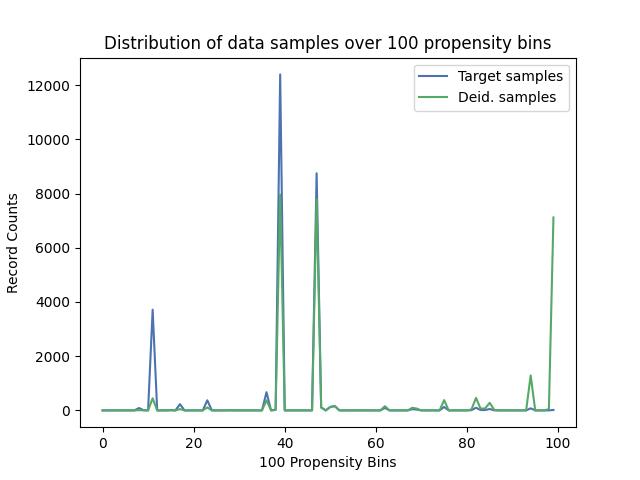 Distribution of data samples over 100 propensity bins
Target samples
Deid. samples
Record Counts
12000
10000
8000
6000
4000
2000
0
0 20 40 60 80 100
100 Propensity Bins